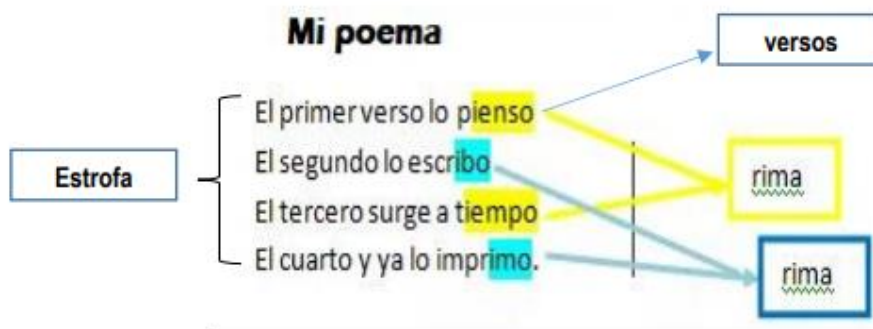 Mi poema
versos
El primer verso lo pienso
El segundo lo escribo
El tercero surge a tiempo
El cuarto y ya lo imprimo.
Estrofa
rima
rima